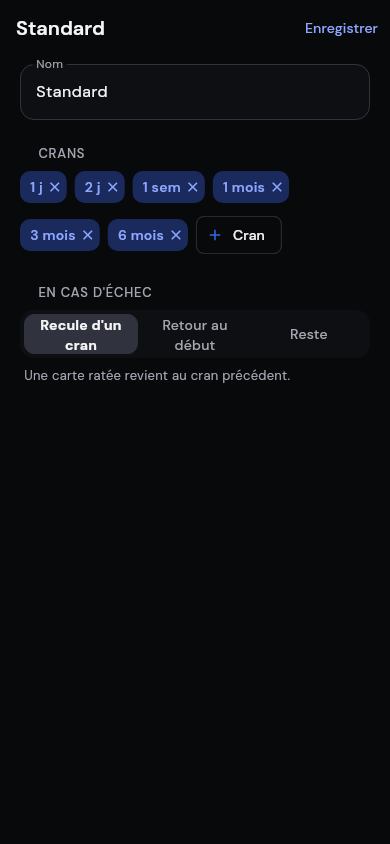 Standard
Enregistrer
Nom
Standard
CRANS
1 j ✕ 2 j ✕ 1 sem ✕ 1 mois ✕
3 mois ✕ 6 mois ✕ + Cran
EN CAS D'ÉCHEC
Recule d'un
cran
Retour au
début
Reste
Une carte ratée revient au cran précédent.